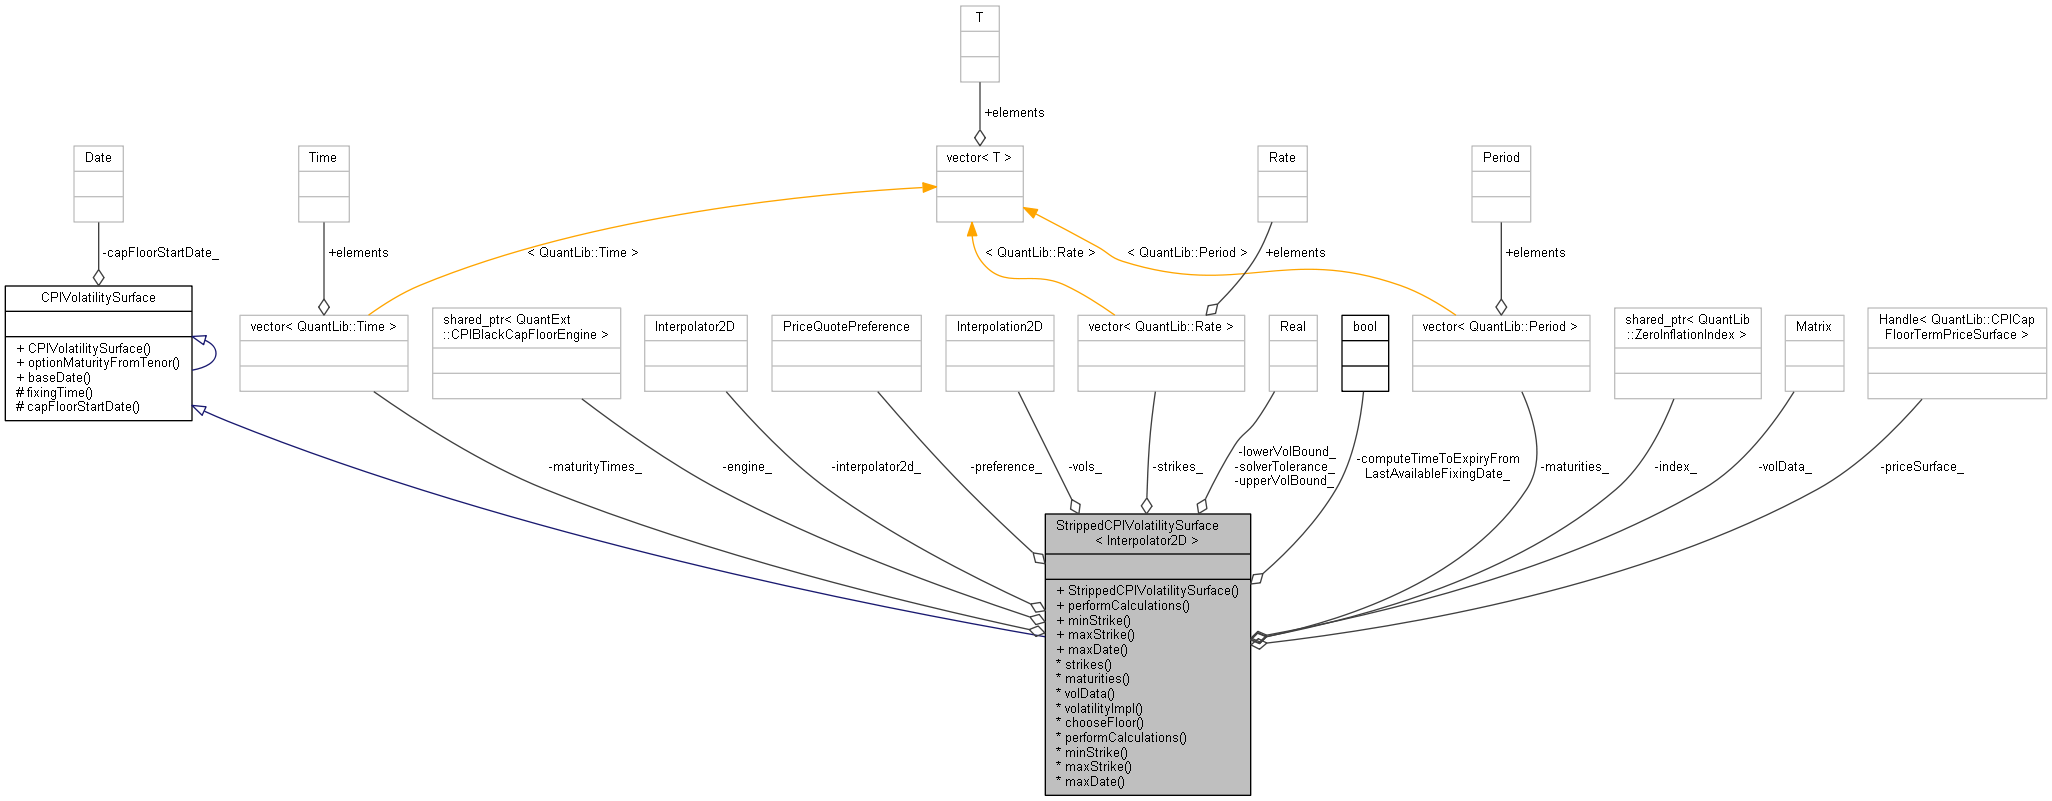 T
+elements
Date
Time
vector< T >
Rate
Period
-capFloorStartDate_
+elements
< QuantLib::Time >
< QuantLib::Rate >
< QuantLib::Period >
+elements
+elements
CPIVolatilitySurface
+ CPIVolatilitySurface()
+ optionMaturityFromTenor()
+ baseDate()
# fixingTime()
# capFloorStartDate()
vector< QuantLib::Time >
shared_ptr< QuantExt
::CPIBlackCapFloorEngine >
Interpolator2D
PriceQuotePreference
Interpolation2D
vector< QuantLib::Rate >
Real
bool
vector< QuantLib::Period >
shared_ptr< QuantLib
::ZeroInflationIndex >
Matrix
Handle< QuantLib::CPICap
FloorTermPriceSurface >
-maturityTimes_
-engine_
-interpolator2d_
-preference_
-vols_
-strikes_
-lowerVolBound_
-solverTolerance_
-upperVolBound_
-computeTimeToExpiryFrom
LastAvailableFixingDate_
-maturities_
-index_
-volData_
-priceSurface_
StrippedCPIVolatilitySurface
< Interpolator2D >
+ StrippedCPIVolatilitySurface()
+ performCalculations()
+ minStrike()
+ maxStrike()
+ maxDate()
* strikes()
* maturities()
* volData()
* volatilityImpl()
* chooseFloor()
* performCalculations()
* minStrike()
* maxStrike()
* maxDate()